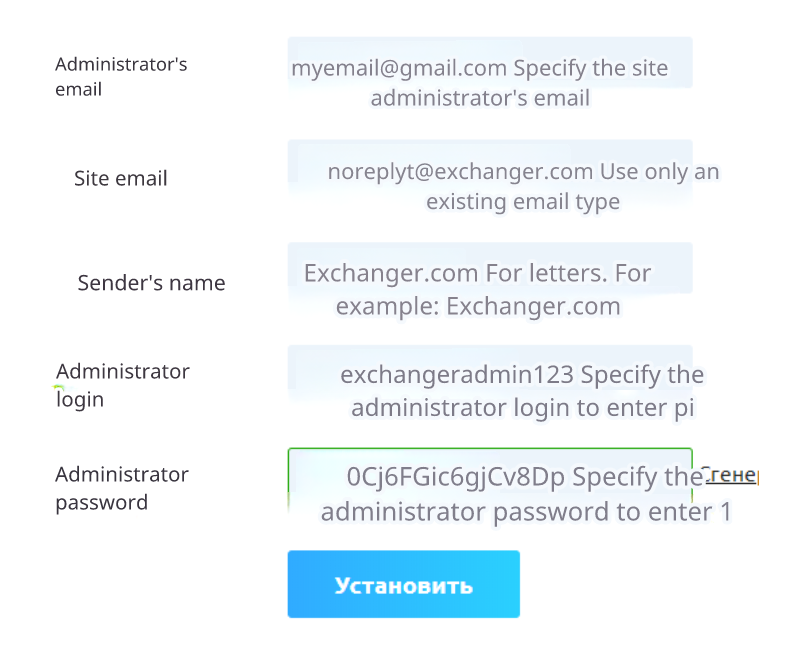 Administrator's
email
myemail@gmail.com Specify the site
administrator's email
Site email
noreplyt@exchanger.com Use only an
existing email type
Sender's name
Exchanger.com For letters. For
example: Exchanger.com
Administrator
login
exchangeradmin123 Specify the
administrator login to enter pi
Administrator
password
0Cj6FGic6gjCv8Dp Specify the
administrator password to enter 1
Установить